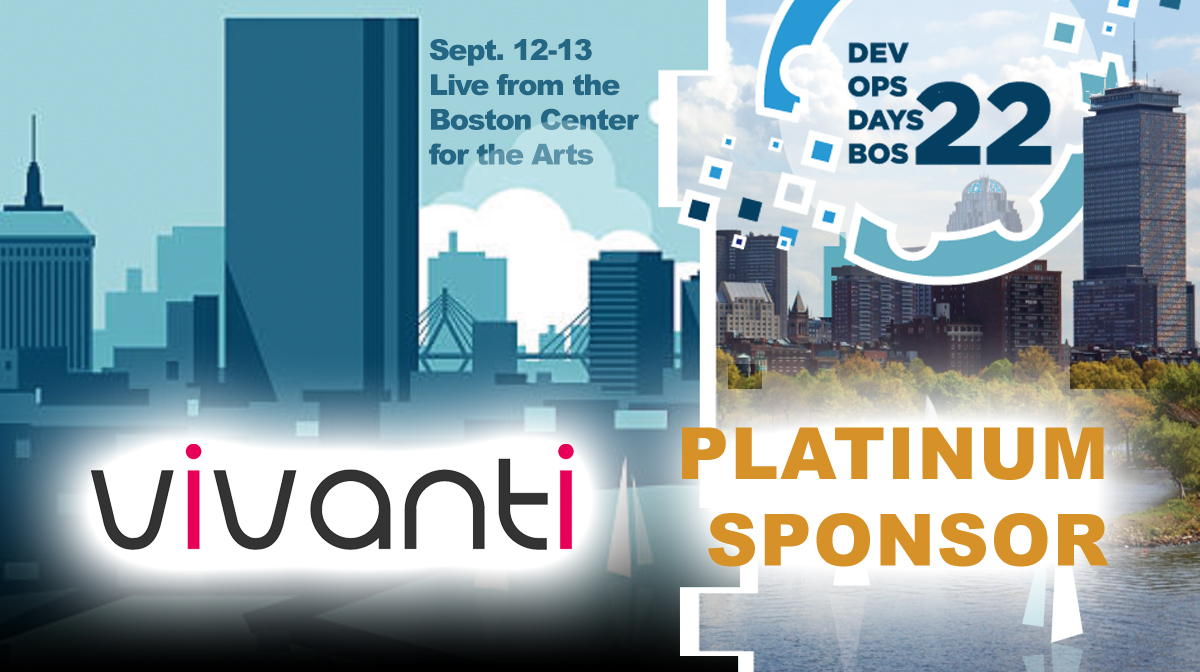 Sept. 12-13
Live from the
Boston Center
for the Arts
DEV
OPS
DAYS
BOS 22
vivanti
PLATINUM
SPONSOR